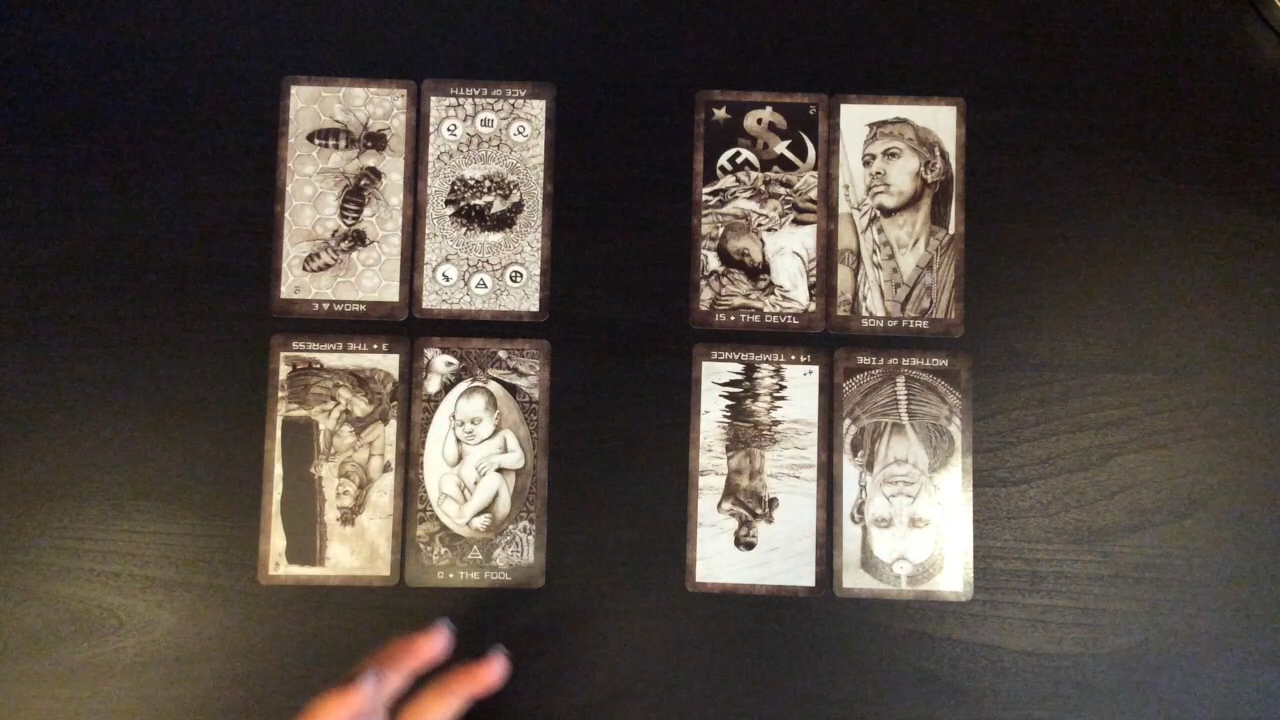 3 🜃 WORK
ACE OF EARTH
15 • THE DEVIL
SON OF FIRE
3 • THE EMPRESS
0 • THE FOOL
14 • TEMPERANCE
MOTHER OF FIRE